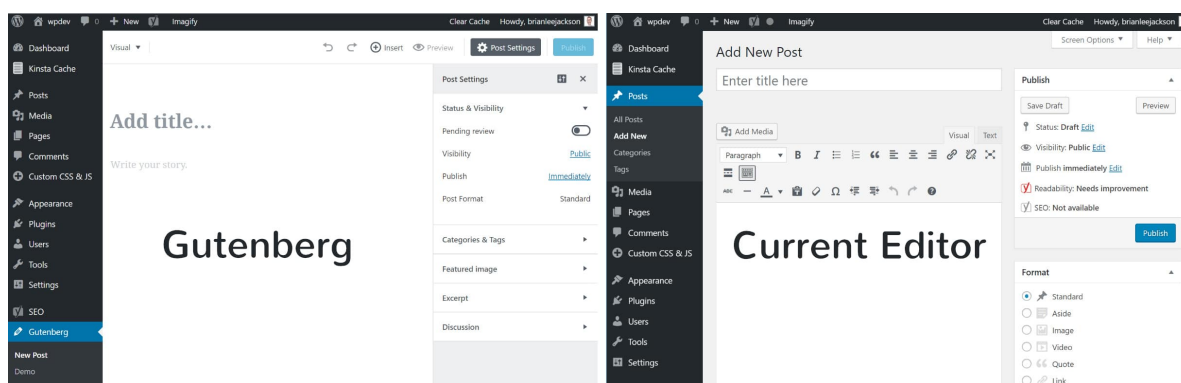 wpdev 0 + New Imagify Clear Cache Howdy, brianleejackson
Dashboard
Kinsta Cache
Posts
Media
Pages
Comments
Custom CSS & JS
Appearance
Plugins
Users
Tools
Settings
SEO
Gutenberg
New Post
Demo
Visual Insert Preview Post Settings Publish
Add title...
Write your story.
Gutenberg
Post Settings
Status & Visibility
Pending review
Visibility Public
Publish Immediately
Post Format Standard
Categories & Tags
Featured image
Excerpt
Discussion
wpdev 0 + New Imagify Clear Cache Howdy, brianleejackson
Dashboard
Kinsta Cache
Posts
All Posts
Add New
Categories
Tags
Media
Pages
Comments
Custom CSS & JS
Appearance
Plugins
Users
Tools
Settings
Screen Options Help
Add New Post
Enter title here
Add Media Visual Text
Paragraph B I
ABC A Ω
Current Editor
Publish
Save Draft Preview
Status: Draft Edit
Visibility: Public Edit
Publish immediately Edit
Readability: Needs improvement
SEO: Not available
Publish
Format
Standard
Aside
Image
Video
Quote
Link